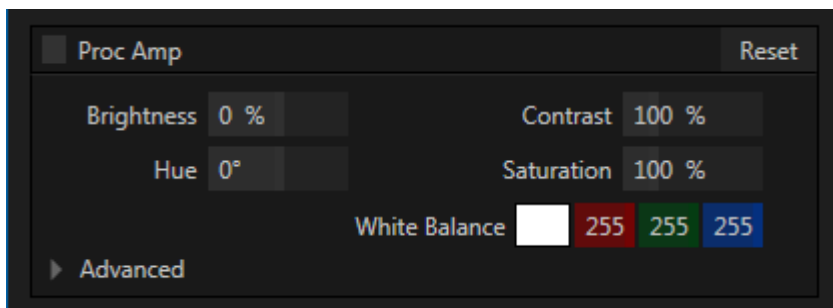 Proc Amp Reset
Brightness 0 % Contrast 100 %
Hue 0° Saturation 100 %
White Balance 255 255 255
Advanced